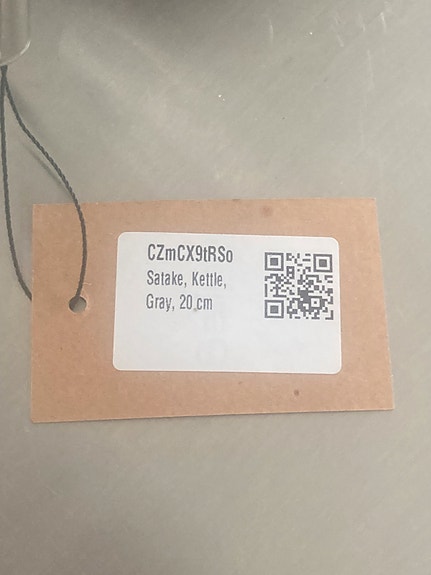 CZmCX9tRSo
Satake, Kettle,
Gray, 20 cm